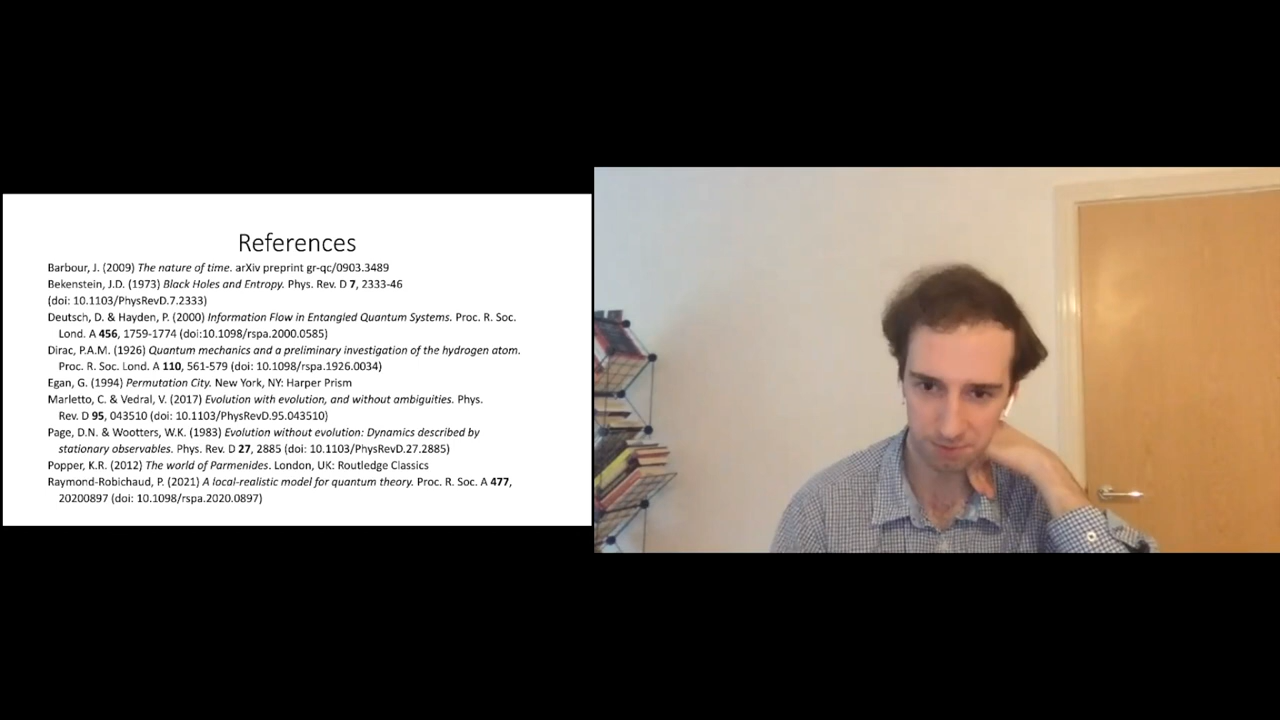 References
Barbour, J. (2009) The nature of time. arXiv preprint gr-qc/0903.3489
Bekenstein, J.D. (1973) Black Holes and Entropy. Phys. Rev. D 7, 2333-46
(doi: 10.1103/PhysRevD.7.2333)
Deutsch, D. & Hayden, P. (2000) Information Flow in Entangled Quantum Systems. Proc. R. Soc.
Lond. A 456, 1759-1774 (doi:10.1098/rspa.2000.0585)
Dirac, P.A.M. (1926) Quantum mechanics and a preliminary investigation of the hydrogen atom.
Proc. R. Soc. Lond. A 110, 561-579 (doi: 10.1098/rspa.1926.0034)
Egan, G. (1994) Permutation City. New York, NY: Harper Prism
Marletto, C. & Vedral, V. (2017) Evolution with evolution, and without ambiguities. Phys.
Rev. D 95, 043510 (doi: 10.1103/PhysRevD.95.043510)
Page, D.N. & Wootters, W.K. (1983) Evolution without evolution: Dynamics described by
stationary observables. Phys. Rev. D 27, 2885 (doi: 10.1103/PhysRevD.27.2885)
Popper, K.R. (2012) The world of Parmenides. London, UK: Routledge Classics
Raymond-Robichaud, P. (2021) A local-realistic model for quantum theory. Proc. R. Soc. A 477,
20200897 (doi: 10.1098/rspa.2020.0897)